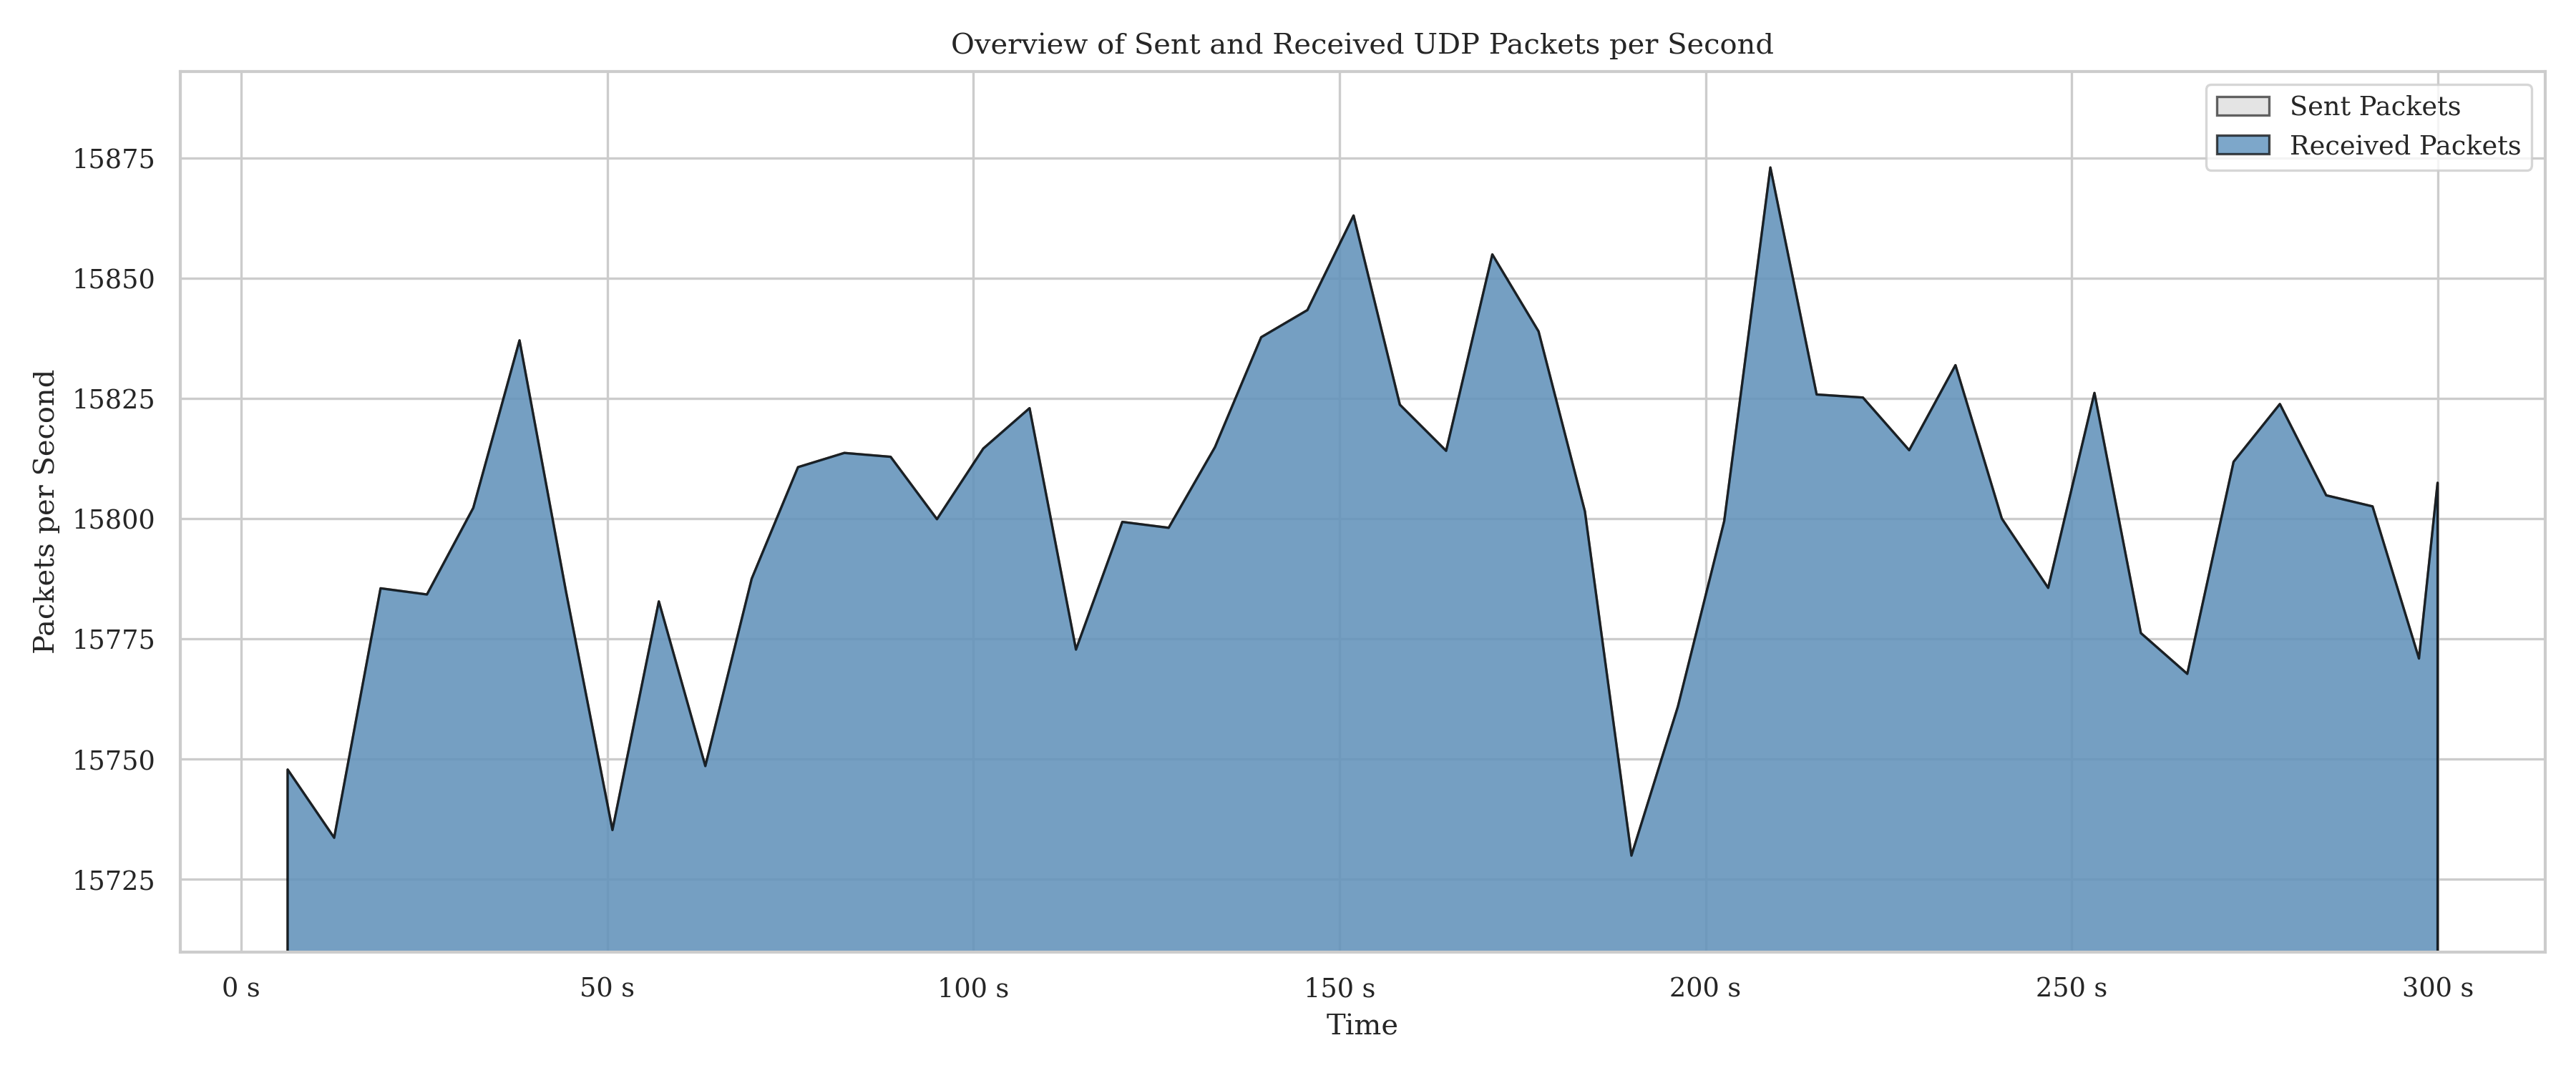 Overview of Sent and Received UDP Packets per Second
Sent Packets
Received Packets
Packets per Second
15875
15850
15825
15800
15775
15750
15725
0 s
50 s
100 s
150 s
200 s
250 s
300 s
Time